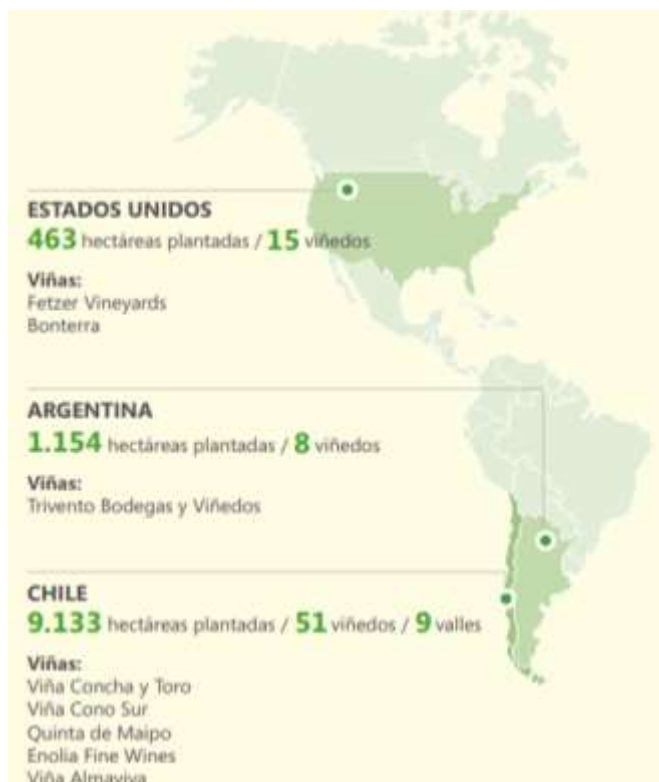 ESTADOS UNIDOS
463 hectáreas plantadas / 15 viñedos
Viñas:
Fetzer Vineyards
Bonterra
ARGENTINA
1.154 hectáreas plantadas / 8 viñedos
Viñas:
Trivento Bodegas y Viñedos
CHILE
9.133 hectáreas plantadas / 51 viñedos / 9 valles
Viñas:
Viña Concha y Toro
Viña Cono Sur
Quinta de Maipo
Enolia Fine Wines
Viña Almaviva